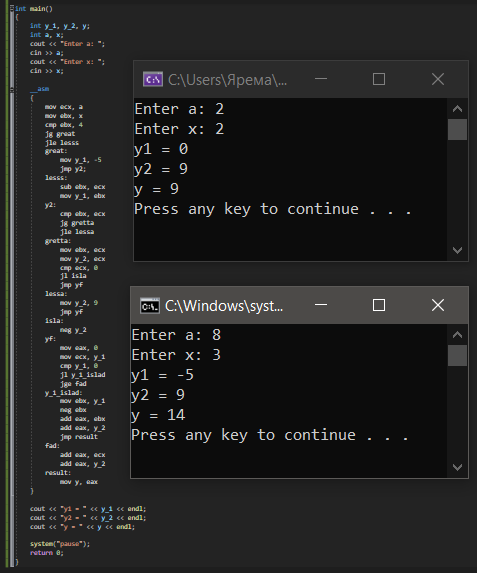 int main()
{
int y_1, y_2, y;
int a, x;
cout << "Enter a: ";
cin >> a;
cout << "Enter x: ";
cin >> x;
__asm
{
mov ecx, a
mov ebx, x
cmp ebx, 4
jg great
jle lesss
great:
mov y_1, -5
jmp y2;
lesss:
sub ebx, ecx
mov y_1, ebx
y2:
cmp ebx, ecx
jg gretta
jle lessa
gretta:
mov ebx, ecx
mov y_2, ecx
cmp ecx, 0
jl isla
jmp yf
lessa:
mov y_2, 9
jmp yf
isla:
neg y_2
yf:
mov eax, 0
mov ecx, y_1
cmp y_1, 0
jl y_1_islad
jge fad
y_1_islad:
mov ebx, y_1
neg ebx
add eax, ebx
add eax, y_2
jmp result
fad:
add eax, ecx
add eax, y_2
result:
mov y, eax
}
cout << "y1 = " << y_1 << endl;
cout << "y2 = " << y_2 << endl;
cout << "y = " << y << endl;
system("pause");
return 0;
}
C:\Users\Ярема\...
Enter a: 2
Enter x: 2
y1 = 0
y2 = 9
y = 9
Press any key to continue . . .
C:\Windows\syst...
Enter a: 8
Enter x: 3
y1 = -5
y2 = 9
y = 14
Press any key to continue . . .